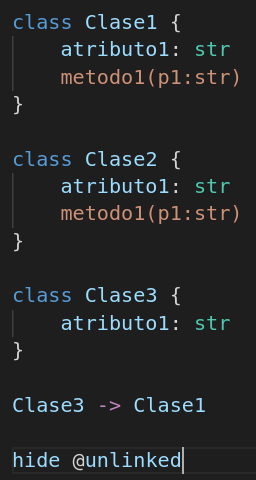 class Clase1 {
    atributo1: str
    metodo1(p1:str)
}
class Clase2 {
    atributo1: str
    metodo1(p1:str)
}
class Clase3 {
    atributo1: str
}
Clase3 -> Clase1
hide @unlinked